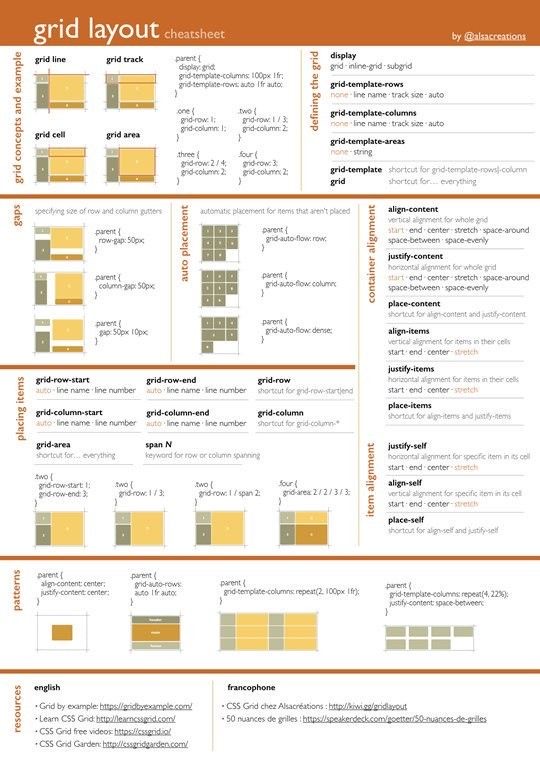 grid layout cheatsheet
by @alsacreations
grid concepts and example
grid line
grid track
grid cell
grid area
.parent {
display: grid;
grid-template-columns: 100px 1fr;
grid-template-rows: auto 1fr auto;
}
.one {
grid-row: 1;
grid-column: 1;
}
.two {
grid-row: 1 / 3;
grid-column: 2;
}
.three {
grid-row: 2 / 4;
grid-column: 2;
}
.four {
grid-row: 3;
grid-column: 2;
}
defining the grid
display
grid · inline-grid · subgrid
grid-template-rows
none · line name · track size · auto
grid-template-columns
none · line name · track size · auto
grid-template-areas
none · string
grid-template shortcut for grid-template-rows|-column
grid shortcut for… everything
gaps
specifying size of row and column gutters
.parent {
row-gap: 50px;
}
.parent {
column-gap: 50px;
}
.parent {
gap: 50px 10px;
}
auto placement
automatic placement for items that aren't placed
.parent {
grid-auto-flow: row;
}
.parent {
grid-auto-flow: column;
}
.parent {
grid-auto-flow: dense;
}
container alignment
align-content
vertical alignment for whole grid
start · end · center · stretch · space-around
space-between · space-evenly
justify-content
horizontal alignment for whole grid
start · end · center · stretch · space-around
space-between · space-evenly
place-content
shortcut for align-content and justify-content
align-items
vertical alignment for items in their cells
start · end · center · stretch
justify-items
horizontal alignment for items in their cells
start · end · center · stretch
place-items
shortcut for align-items and justify-items
placing items
grid-row-start
auto · line name · line number
grid-row-end
auto · line name · line number
grid-row
shortcut for grid-row-start|end
grid-column-start
auto · line name · line number
grid-column-end
auto · line name · line number
grid-column
shortcut for grid-column-*
grid-area
shortcut for… everything
span N
keyword for row or column spanning
.two {
grid-row-start: 1;
grid-row-end: 3;
}
.two {
grid-row: 1 / 3;
}
.two {
grid-row: 1 / span 2;
}
.four {
grid-area: 2 / 2 / 3 / 3;
}
item alignment
justify-self
horizontal alignment for specific item in its cell
start · end · center · stretch
align-self
vertical alignment for specific item in its cell
start · end · center · stretch
place-self
shortcut for align-self and justify-self
patterns
.parent {
align-content: center;
justify-content: center;
}
.parent {
grid-auto-rows:
auto 1fr auto;
}
header
main
footer
.parent {
grid-template-columns: repeat(2, 100px 1fr);
}
.parent {
grid-template-columns: repeat(4, 22%);
justify-content: space-between;
}
resources
english
• Grid by example: https://gridbyexample.com/
• Learn CSS Grid: http://learncssgrid.com/
• CSS Grid free videos: https://cssgrid.io/
• CSS Grid Garden: http://cssgridgarden.com/
francophone
• CSS Grid chez Alsacréations : http://kiwi.gg/gridlayout
• 50 nuances de grilles : https://speakerdeck.com/goetter/50-nuances-de-grilles